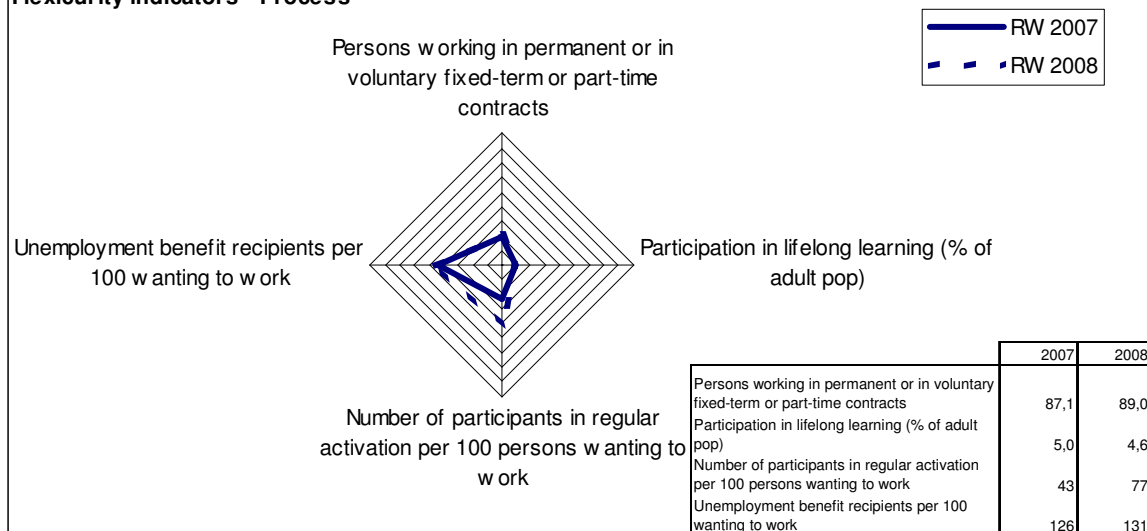 Flexicurity indicators - Process
RW 2007
RW 2008
Persons working in permanent or in
voluntary fixed-term or part-time
contracts
Unemployment benefit recipients per
100 wanting to work
Participation in lifelong learning (% of
adult pop)
Number of participants in regular
activation per 100 persons wanting to
work
2007 2008
Persons working in permanent or in voluntary
fixed-term or part-time contracts 87,1 89,0
Participation in lifelong learning (% of adult
pop) 5,0 4,6
Number of participants in regular activation
per 100 persons wanting to work 43 77
Unemployment benefit recipients per 100
wanting to work 126 131